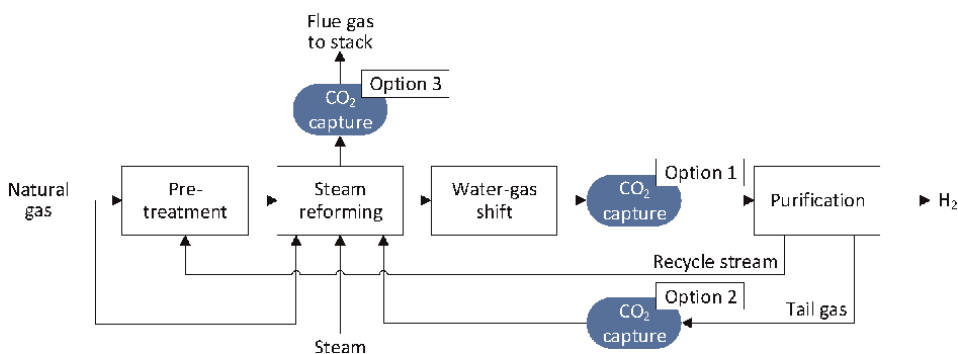 Flue gas
to stack
Option 3
CO₂
capture
Natural
gas
Pre-
treatment
Steam
reforming
Water-gas
shift
Option 1
CO₂
capture
Purification
H₂
Recycle stream
Option 2
CO₂
capture
Tail gas
Steam